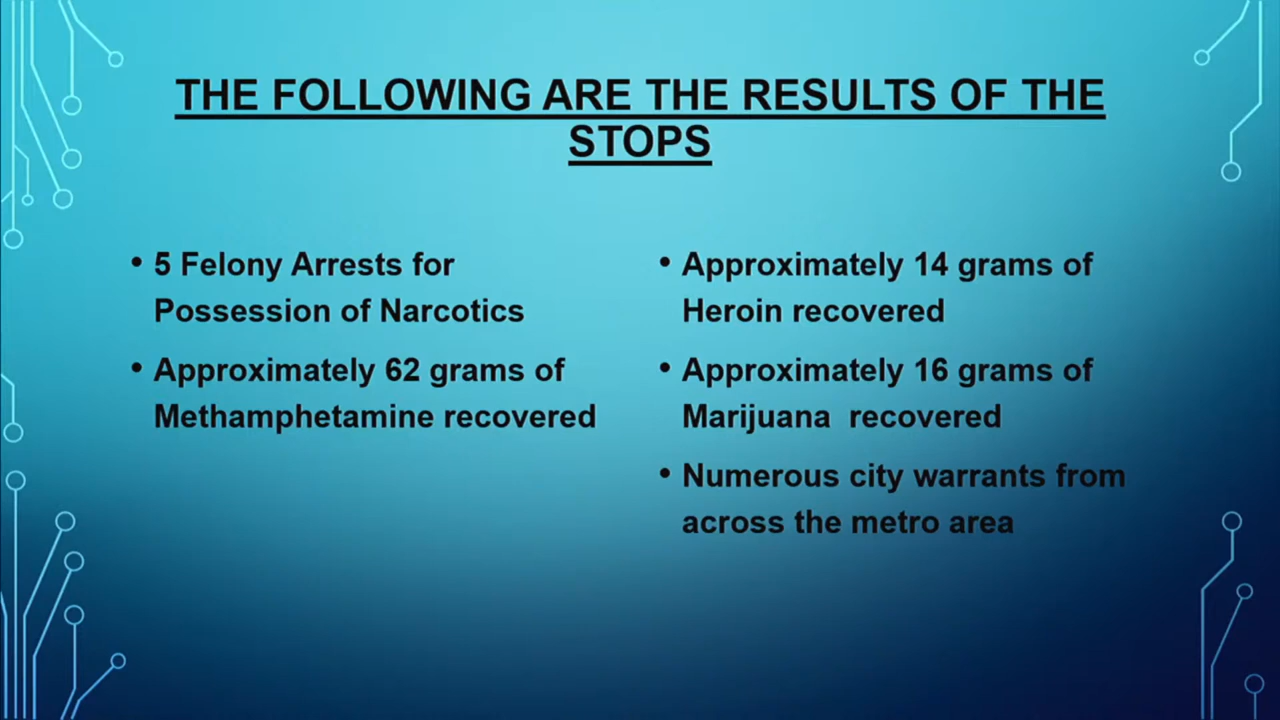 THE FOLLOWING ARE THE RESULTS OF THE
STOPS
• 5 Felony Arrests for
Possession of Narcotics
• Approximately 62 grams of
Methamphetamine recovered
• Approximately 14 grams of
Heroin recovered
• Approximately 16 grams of
Marijuana  recovered
• Numerous city warrants from
across the metro area